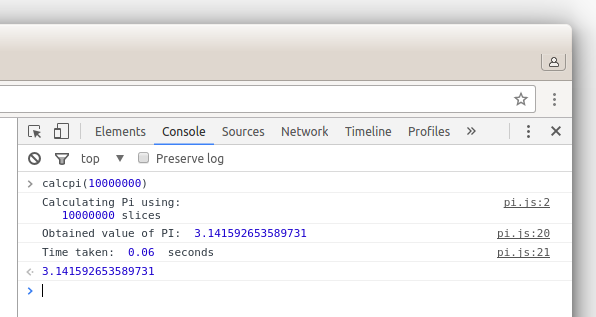 Elements Console Sources Network Timeline Profiles »
top ▼ Preserve log
> calcpi(10000000)
Calculating Pi using: pi.js:2
10000000 slices
Obtained value of PI: 3.141592653589731 pi.js:20
Time taken: 0.06 seconds pi.js:21
3.141592653589731
>